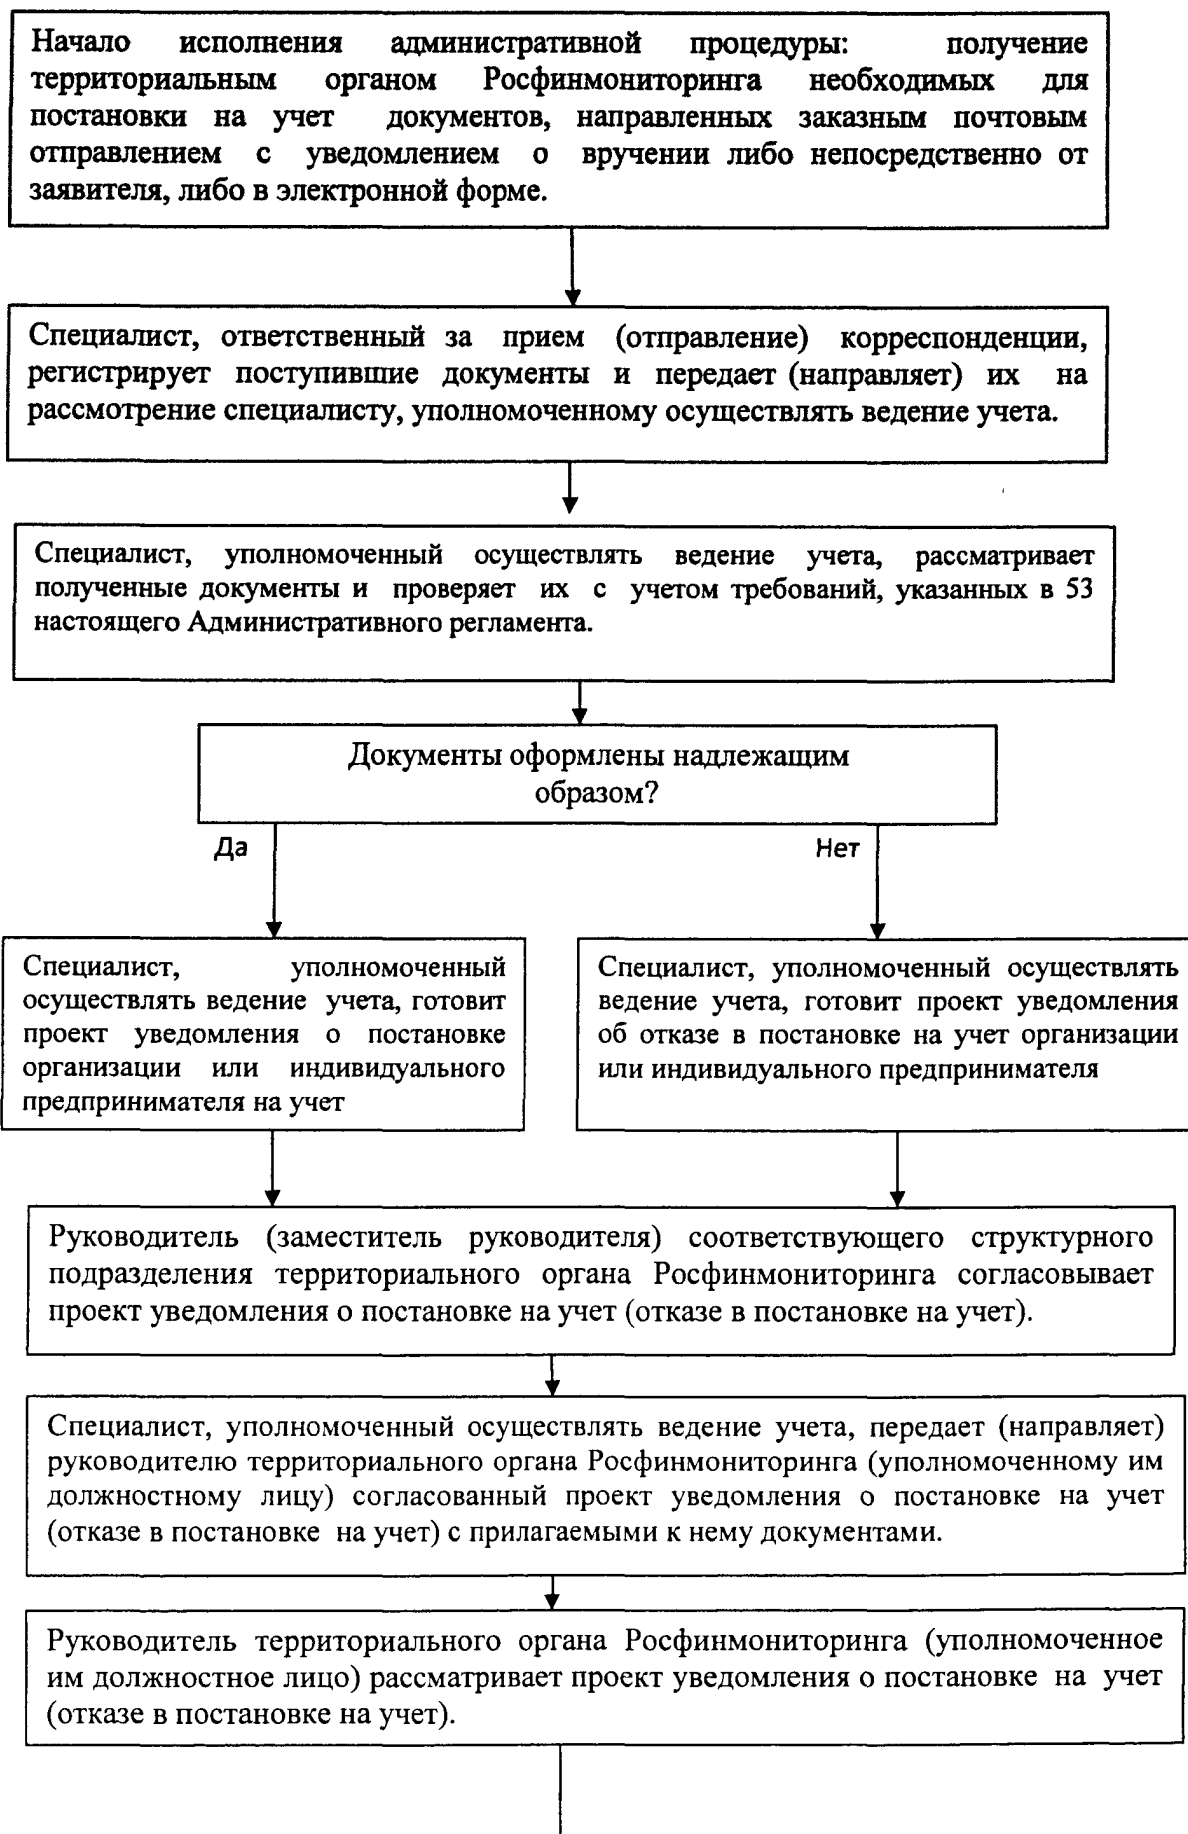 Начало исполнения административной процедуры: получение
территориальным органом Росфинмониторинга необходимых для
постановки на учет документов, направленных заказным почтовым
отправлением с уведомлением о вручении либо непосредственно от
заявителя, либо в электронной форме.
Специалист, ответственный за прием (отправление) корреспонденции,
регистрирует поступившие документы и передает (направляет) их на
рассмотрение специалисту, уполномоченному осуществлять ведение учета.
Специалист, уполномоченный осуществлять ведение учета, рассматривает
полученные документы и проверяет их с учетом требований, указанных в 53
настоящего Административного регламента.
Документы оформлены надлежащим
образом?
Да
Нет
Специалист, уполномоченный
осуществлять ведение учета, готовит
проект уведомления о постановке
организации или индивидуального
предпринимателя на учет
Специалист, уполномоченный осуществлять
ведение учета, готовит проект уведомления
об отказе в постановке на учет организации
или индивидуального предпринимателя
Руководитель (заместитель руководителя) соответствующего структурного
подразделения территориального органа Росфинмониторинга согласовывает
проект уведомления о постановке на учет (отказе в постановке на учет).
Специалист, уполномоченный осуществлять ведение учета, передает (направляет)
руководителю территориального органа Росфинмониторинга (уполномоченному им
должностному лицу) согласованный проект уведомления о постановке на учет
(отказе в постановке на учет) с прилагаемыми к нему документами.
Руководитель территориального органа Росфинмониторинга (уполномоченное
им должностное лицо) рассматривает проект уведомления о постановке на учет
(отказе в постановке на учет).